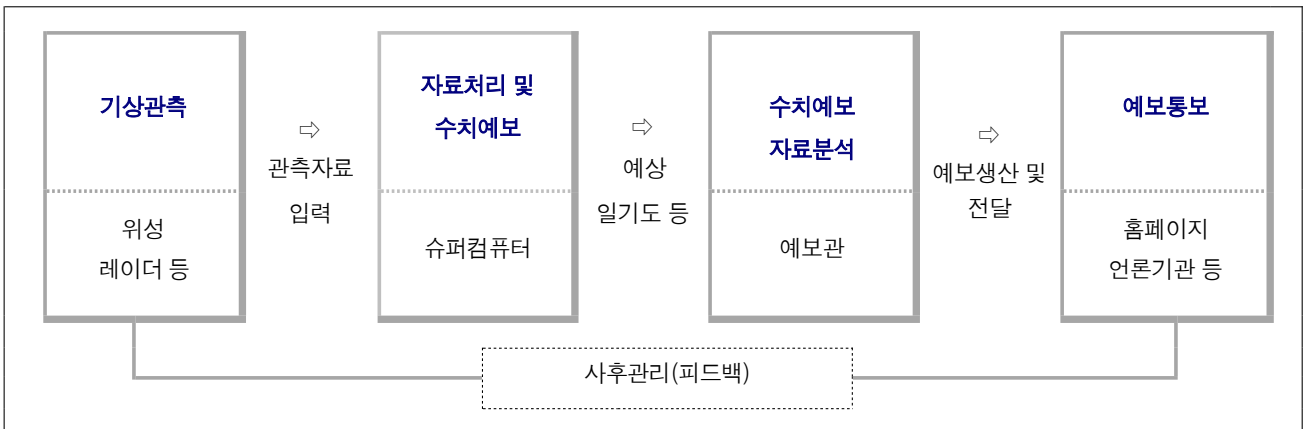 기상관측
위성
레이더 등
⇨
관측자료
입력
자료처리 및
수치예보
슈퍼컴퓨터
⇨
예상
일기도 등
수치예보
자료분석
예보관
⇨
예보생산 및
전달
예보통보
홈페이지
언론기관 등
사후관리(피드백)